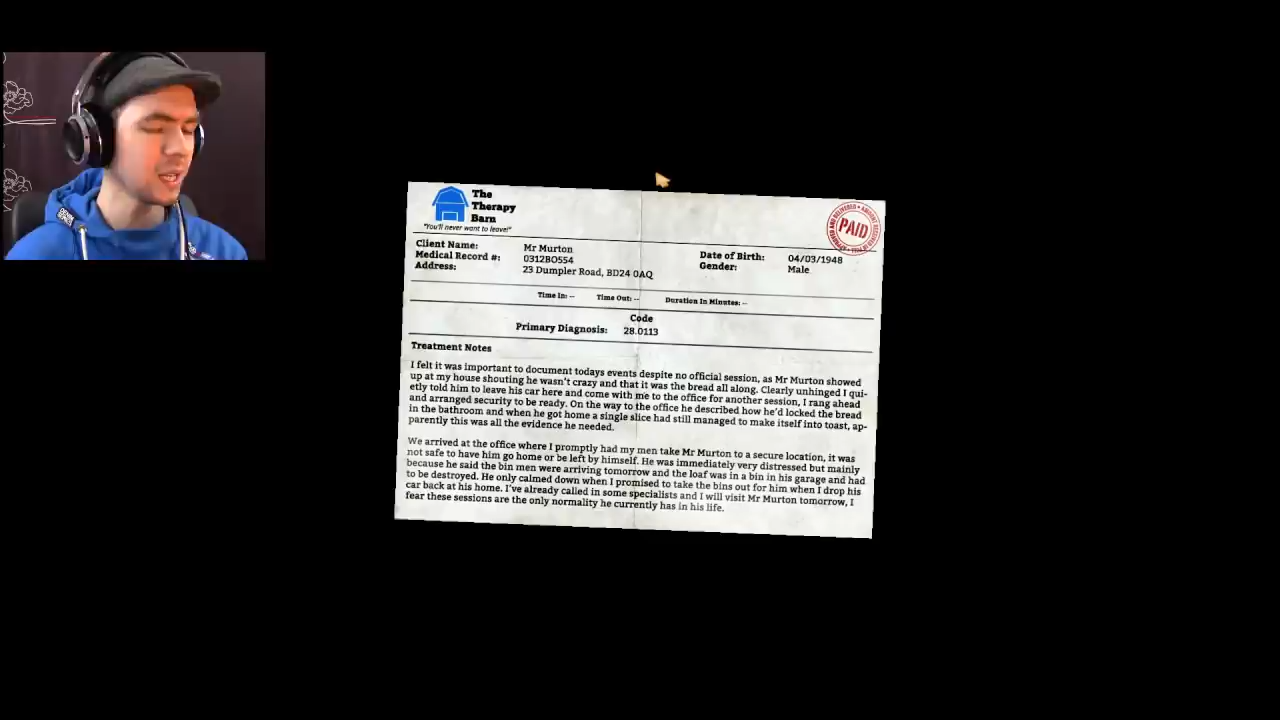 The
Therapy
Barn
"You'll never want to leave!"
PAID
Client Name: Mr Murton
Medical Record #: 0312BO554
Address: 23 Dumpler Road, BD24 0AQ
Date of Birth: 04/03/1948
Gender: Male
Time In: -- Time Out: -- Duration In Minutes: --
Code
Primary Diagnosis: 28.0113
Treatment Notes
I felt it was important to document todays events despite no official session, as Mr Murton showed
up at my house shouting he wasn't crazy and that it was the bread all along. Clearly unhinged I qui-
etly told him to leave his car here and come with me to the office for another session, I rang ahead
and arranged security to be ready. On the way to the office he described how he'd locked the bread
in the bathroom and when he got home a single slice had still managed to make itself into toast, ap-
parently this was all the evidence he needed.
We arrived at the office where I promptly had my men take Mr Murton to a secure location, it was
not safe to have him go home or be left by himself. He was immediately very distressed but mainly
because he said the bin men were arriving tomorrow and the loaf was in a bin in his garage and had
to be destroyed. He only calmed down when I promised to take the bins out for him when I drop his
car back at his home. I've already called in some specialists and I will visit Mr Murton tomorrow, I
fear these sessions are the only normality he currently has in his life.